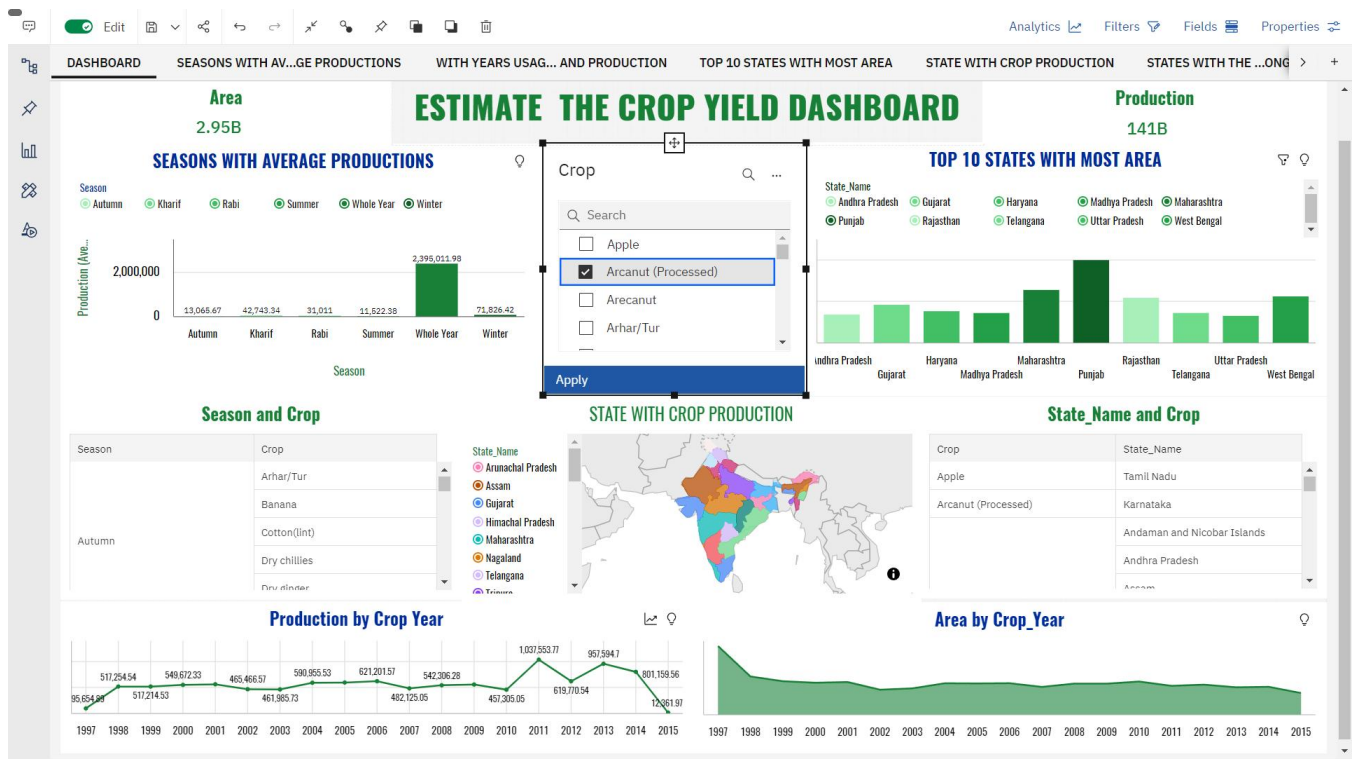 Edit
Analytics
Filters
Fields
Properties
DASHBOARD
SEASONS WITH AV...GE PRODUCTIONS
WITH YEARS USAG... AND PRODUCTION
TOP 10 STATES WITH MOST AREA
STATE WITH CROP PRODUCTION
STATES WITH THE ...ONG
Area
2.95B
ESTIMATE THE CROP YIELD DASHBOARD
Production
141B
SEASONS WITH AVERAGE PRODUCTIONS
Season
Autumn Kharif Rabi Summer Whole Year Winter
Production (Ave...
2,000,000
0
13,065.67 42,743.34 31,011 11,522.38 2,395,011.98 71,826.42
Autumn Kharif Rabi Summer Whole Year Winter
Season
Crop
...
Search
Apple
Arcanut (Processed)
Arecanut
Arhar/Tur
Apply
TOP 10 STATES WITH MOST AREA
State_Name
Andhra Pradesh Gujarat Haryana Madhya Pradesh Maharashtra
Punjab Rajasthan Telangana Uttar Pradesh West Bengal
Andhra Pradesh Haryana Maharashtra Rajasthan Uttar Pradesh
Gujarat Madhya Pradesh Punjab Telangana West Bengal
Season and Crop
Season Crop
Autumn
Arhar/Tur
Banana
Cotton(lint)
Dry chillies
Dry ginger
STATE WITH CROP PRODUCTION
State_Name
Arunachal Pradesh
Assam
Gujarat
Himachal Pradesh
Maharashtra
Nagaland
Telangana
Tripura
State_Name and Crop
Crop State_Name
Apple Tamil Nadu
Arcanut (Processed) Karnataka
Andaman and Nicobar Islands
Andhra Pradesh
Assam
Production by Crop Year
95,654.89 517,254.54 517,214.53 549,672.33 465,466.57 461,985.73 590,955.53 621,201.57 482,125.05 542,306.28 457,305.05 1,037,553.77 619,770.54 957,594.7 801,159.56 12,361.97
1997 1998 1999 2000 2001 2002 2003 2004 2005 2006 2007 2008 2009 2010 2011 2012 2013 2014 2015
Area by Crop_Year
1997 1998 1999 2000 2001 2002 2003 2004 2005 2006 2007 2008 2009 2010 2011 2012 2013 2014 2015